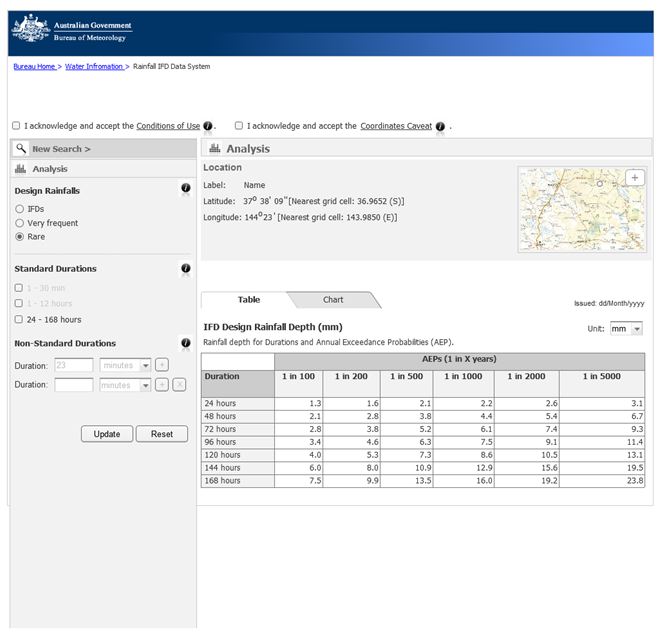 Australian Government
Bureau of Meteorology
Bureau Home > Water Infromation > Rainfall IFD Data System
I acknowledge and accept the Conditions of Use i .
I acknowledge and accept the Coordinates Caveat i .
New Search >
Analysis
Design Rainfalls i
IFDs
Very frequent
Rare
Standard Durations i
1 - 30 min
1 - 12 hours
24 - 168 hours
Non-Standard Durations i
Duration: 23 minutes +
Duration: minutes + X
Update Reset
Analysis
Location
Label: Name
Latitude: 37º 38' 09" [Nearest grid cell: 36.9652 (S)]
Longitude: 144º23' [Nearest grid cell: 143.9850 (E)]
+
Table Chart
Issued: dd/Month/yyyy
IFD Design Rainfall Depth (mm)
Unit: mm
Rainfall depth for Durations and Annual Exceedance Probabilities (AEP).
AEPs (1 in X years)
Duration 1 in 100 1 in 200 1 in 500 1 in 1000 1 in 2000 1 in 5000
24 hours 1.3 1.6 2.1 2.2 2.6 3.1
48 hours 2.1 2.8 3.8 4.4 5.4 6.7
72 hours 2.8 3.8 5.2 6.1 7.4 9.3
96 hours 3.4 4.6 6.3 7.5 9.1 11.4
120 hours 4.0 5.3 7.3 8.6 10.5 13.1
144 hours 6.0 8.0 10.9 12.9 15.6 19.5
168 hours 7.5 9.9 13.5 16.0 19.2 23.8